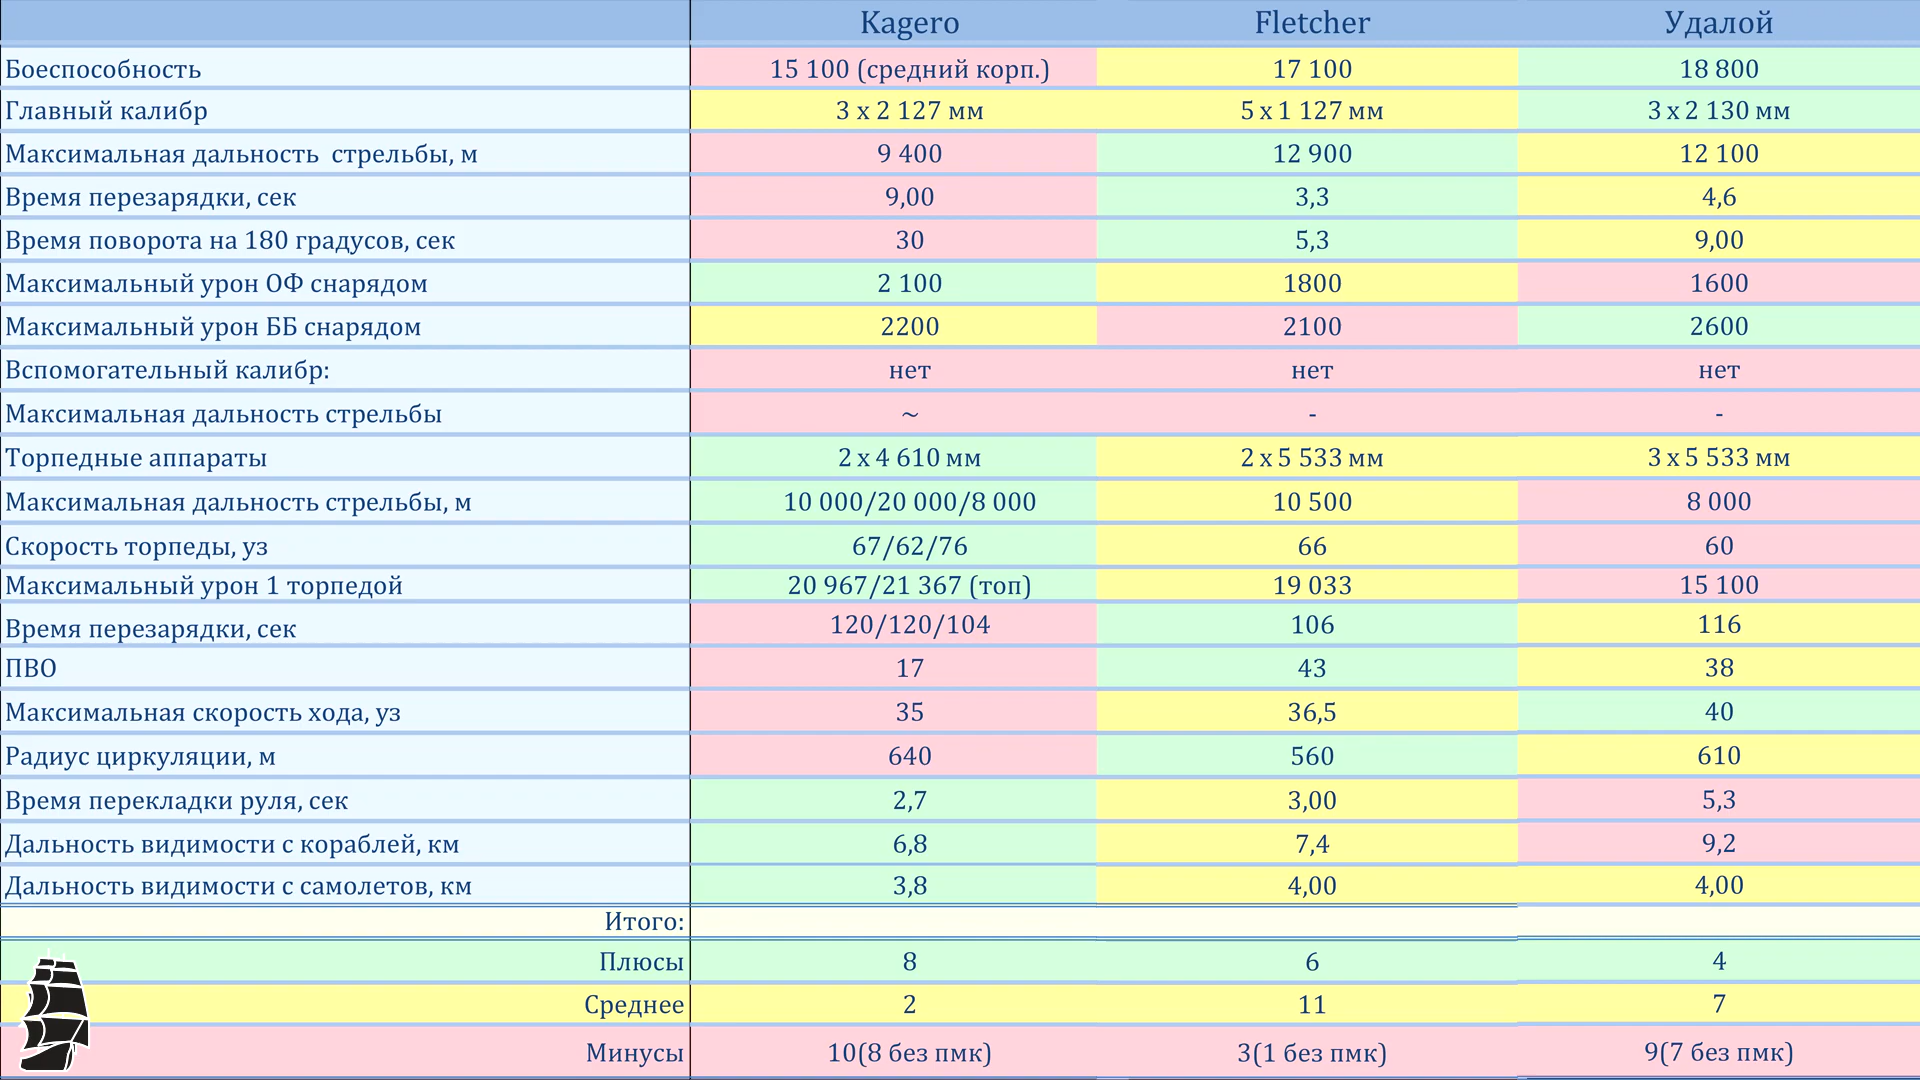 Kagero Fletcher Удалой
Боеспособность 15 100 (средний корп.) 17 100 18 800
Главный калибр 3 x 2 127 мм 5 x 1 127 мм 3 x 2 130 мм
Максимальная дальность стрельбы, м 9 400 12 900 12 100
Время перезарядки, сек 9,00 3,3 4,6
Время поворота на 180 градусов, сек 30 5,3 9,00
Максимальный урон ОФ снарядом 2 100 1800 1600
Максимальный урон ББ снарядом 2200 2100 2600
Вспомогательный калибр: нет нет нет
Максимальная дальность стрельбы ~ - -
Торпедные аппараты 2 x 4 610 мм 2 x 5 533 мм 3 x 5 533 мм
Максимальная дальность стрельбы, м 10 000/20 000/8 000 10 500 8 000
Скорость торпеды, уз 67/62/76 66 60
Максимальный урон 1 торпедой 20 967/21 367 (топ) 19 033 15 100
Время перезарядки, сек 120/120/104 106 116
ПВО 17 43 38
Максимальная скорость хода, уз 35 36,5 40
Радиус циркуляции, м 640 560 610
Время перекладки руля, сек 2,7 3,00 5,3
Дальность видимости с кораблей, км 6,8 7,4 9,2
Дальность видимости с самолетов, км 3,8 4,00 4,00
Итого:
Плюсы 8 6 4
Среднее 2 11 7
Минусы 10(8 без пмк) 3(1 без пмк) 9(7 без пмк)